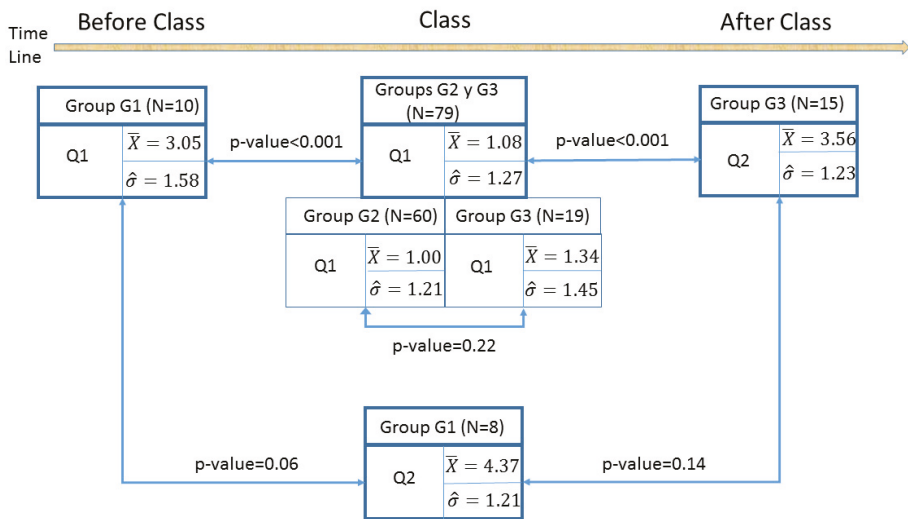 Before Class
Class
After Class
Time
Line
Group G1 (N=10)
Q1
X̅ = 3.05
σ̂ = 1.58
p-value<0.001
Groups G2 y G3
(N=79)
Q1
X̅ = 1.08
σ̂ = 1.27
p-value<0.001
Group G3 (N=15)
Q2
X̅ = 3.56
σ̂ = 1.23
Group G2 (N=60)
Q1
X̅ = 1.00
σ̂ = 1.21
Group G3 (N=19)
Q1
X̅ = 1.34
σ̂ = 1.45
p-value=0.22
Group G1 (N=8)
Q2
X̅ = 4.37
σ̂ = 1.21
p-value=0.06
p-value=0.14